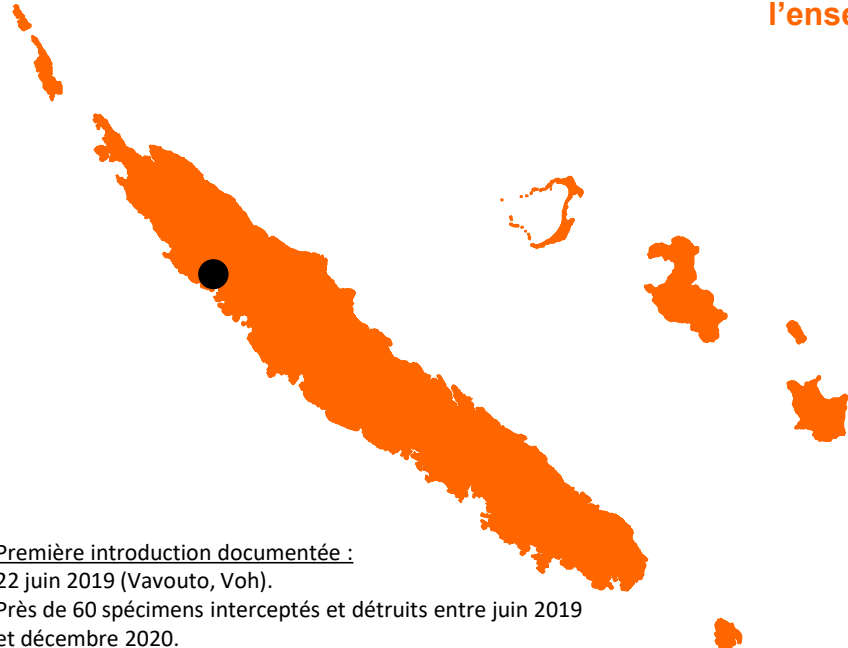 l’ense
Première introduction documentée :
22 juin 2019 (Vavouto, Voh).
Près de 60 spécimens interceptés et détruits entre juin 2019
et décembre 2020.